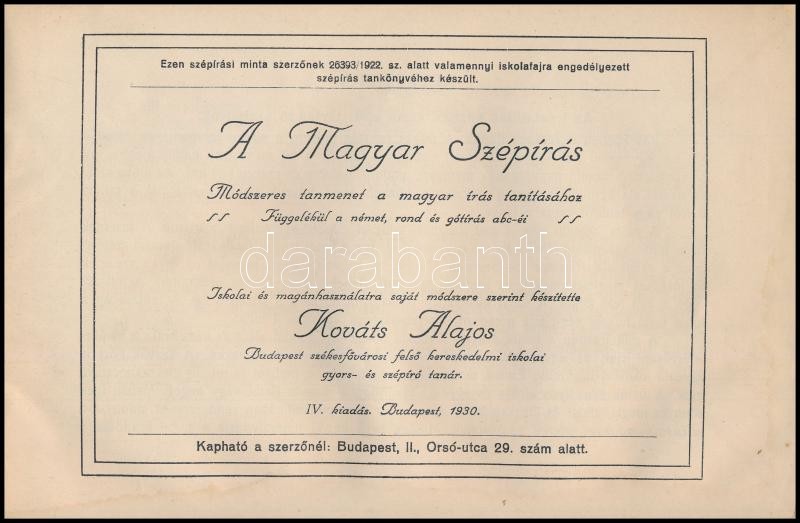 Ezen szépírási minta szerzőnek 26393/1922. sz. alatt valamennyi iskolafajra engedélyezett
szépírás tankönyvéhez készült.
A Magyar Szépírás
Módszeres tanmenet a magyar írás tanításához
Függelékül a német, rond és gótírás abc-éi
darabanth
Iskolai és magánhasználatra saját módszere szerint készítette
Kováts Alajos
Budapest székesfővárosi felső kereskedelmi iskolai
gyors- és szépíró tanár.
IV. kiadás. Budapest, 1930.
Kapható a szerzőnél: Budapest, II., Orsó-utca 29. szám alatt.